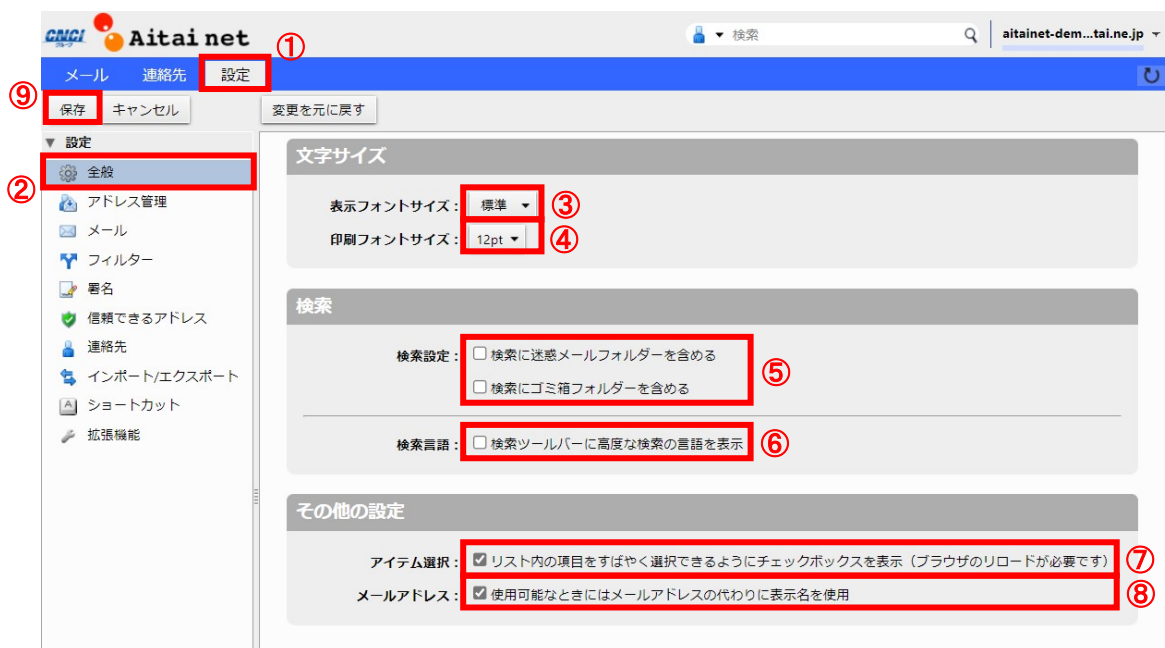 CNCI グループ Aitai net
①
検索
aitainet-dem...tai.ne.jp
メール 連絡先 設定
⑨
保存 キャンセル 変更を元に戻す
設定
②
全般
アドレス管理
メール
フィルター
署名
信頼できるアドレス
連絡先
インポート/エクスポート
ショートカット
拡張機能
文字サイズ
表示フォントサイズ： 標準 ③
印刷フォントサイズ： 12pt ④
検索
検索設定： 検索に迷惑メールフォルダーを含める
検索にゴミ箱フォルダーを含める
⑤
検索言語： 検索ツールバーに高度な検索の言語を表示 ⑥
その他の設定
アイテム選択： リスト内の項目をすばやく選択できるようにチェックボックスを表示（ブラウザのリロードが必要です） ⑦
メールアドレス： 使用可能なときにはメールアドレスの代わりに表示名を使用 ⑧